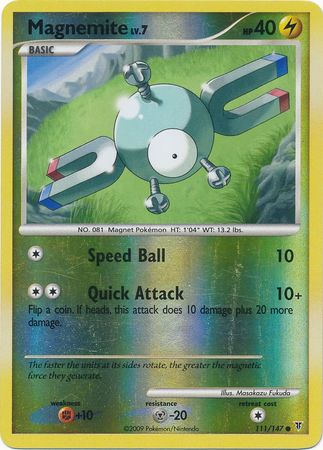 Magnemite LV.7 HP 40
BASIC
NO. 081 Magnet Pokémon HT: 1'04" WT: 13.2 lbs.
Speed Ball 10
Quick Attack 10+
Flip a coin. If heads, this attack does 10 damage plus 20 more
damage.
The faster the units at its sides rotate, the greater the magnetic
force they generate.
Illus. Masakazu Fukuda
weakness resistance retreat cost
+10 -20
©2009 Pokémon/Nintendo 111/147